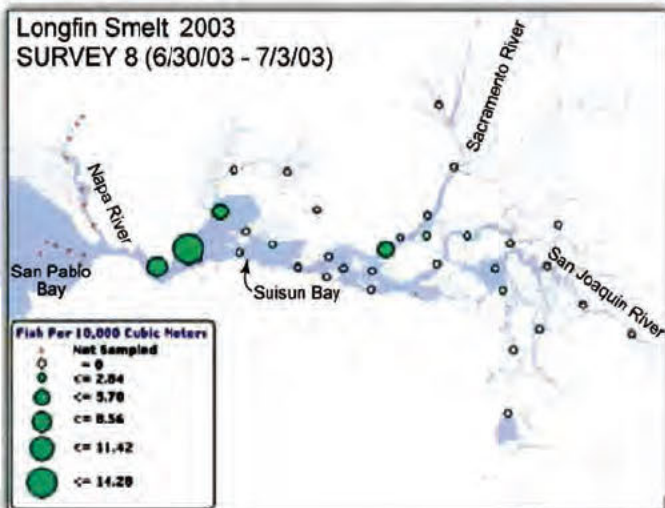 Longfin Smelt 2003
SURVEY 8 (6/30/03 - 7/3/03)
Sacramento River
Napa River
San Pablo
Bay
Suisun Bay
San Joaquin River
Fish Per 10,000 Cubic Meters
Not Sampled
= 0
<= 2.84
<= 5.70
<= 8.56
<= 11.42
<= 14.28